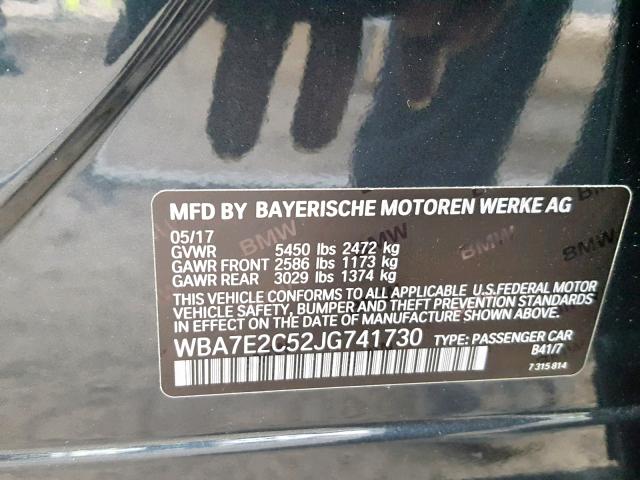 MFD BY BAYERISCHE MOTOREN WERKE AG
05/17
GVWR 5450 lbs 2472 kg
GAWR FRONT 2586 lbs 1173 kg
GAWR REAR 3029 lbs 1374 kg
THIS VEHICLE CONFORMS TO ALL APPLICABLE U.S.FEDERAL MOTOR
VEHICLE SAFETY, BUMPER AND THEFT PREVENTION STANDARDS
IN EFFECT ON THE DATE OF MANUFACTURE SHOWN ABOVE.
WBA7E2C52JG741730 TYPE: PASSENGER CAR
B41/7
7 315 814
BMW
BMW